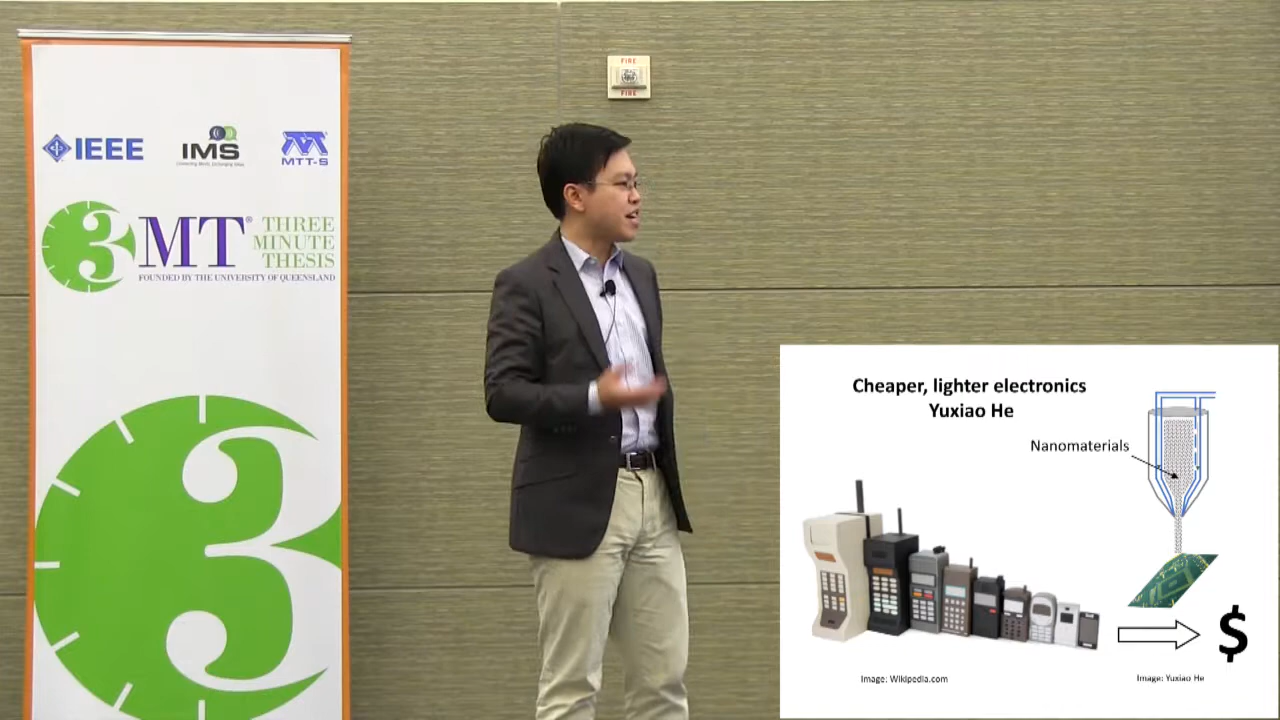 FIRE
FIRE
IEEE
IMS
MTT-S
3MT® THREE
MINUTE
THESIS
FOUNDED BY THE UNIVERSITY OF QUEENSLAND
3
Cheaper, lighter electronics
Yuxiao He
Nanomaterials
$
Image: Wikipedia.com
Image: Yuxiao He